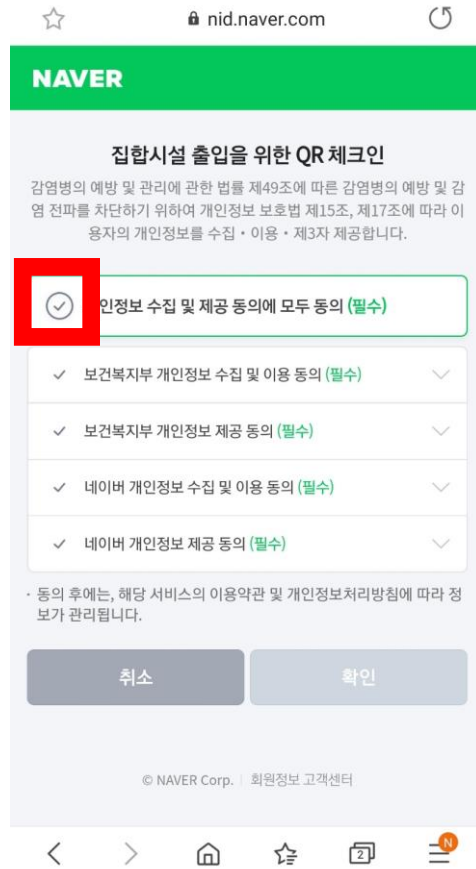 nid.naver.com
NAVER
집합시설 출입을 위한 QR 체크인
감염병의 예방 및 관리에 관한 법률 제49조에 따른 감염병의 예방 및 감
염 전파를 차단하기 위하여 개인정보 보호법 제15조, 제17조에 따라 이
용자의 개인정보를 수집・이용・제3자 제공합니다.
인정보 수집 및 제공 동의에 모두 동의 (필수)
보건복지부 개인정보 수집 및 이용 동의 (필수)
보건복지부 개인정보 제공 동의 (필수)
네이버 개인정보 수집 및 이용 동의 (필수)
네이버 개인정보 제공 동의 (필수)
· 동의 후에는, 해당 서비스의 이용약관 및 개인정보처리방침에 따라 정
보가 관리됩니다.
취소 확인
© NAVER Corp. | 회원정보 고객센터
2 N